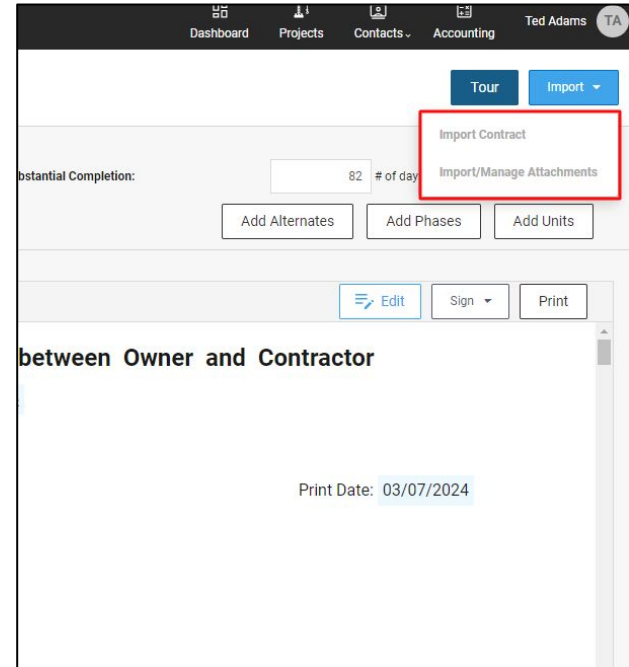 Dashboard Projects Contacts Accounting Ted Adams TA
Tour Import
Import Contract
Import/Manage Attachments
bstantial Completion: 82 # of day
Add Alternates Add Phases Add Units
Edit Sign Print
between Owner and Contractor
Print Date: 03/07/2024